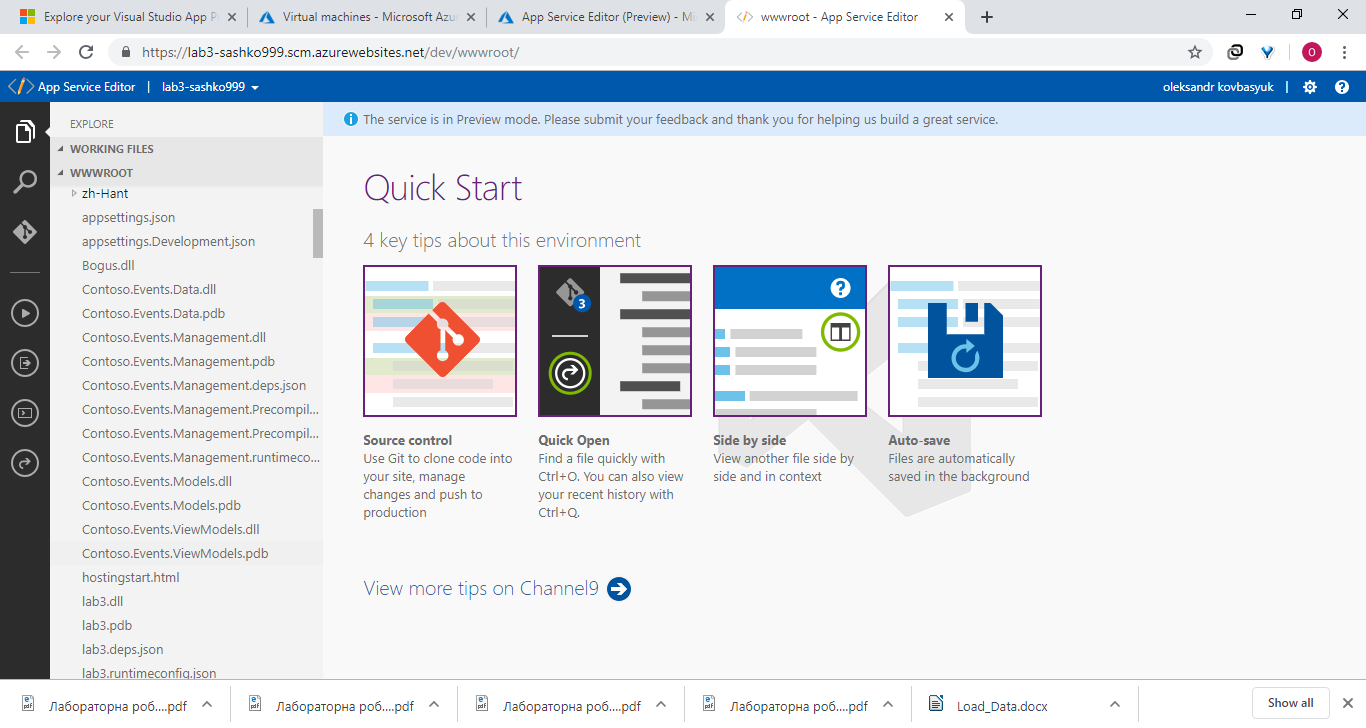 Explore your Visual Studio App P
Virtual machines - Microsoft Azu
App Service Editor (Preview) - Mi
wwwroot - App Service Editor
https://lab3-sashko999.scm.azurewebsites.net/dev/wwwroot/
O
App Service Editor | lab3-sashko999
oleksandr kovbasyuk | ?
EXPLORE
WORKING FILES
WWWROOT
zh-Hant
appsettings.json
appsettings.Development.json
Bogus.dll
Contoso.Events.Data.dll
Contoso.Events.Data.pdb
Contoso.Events.Management.dll
Contoso.Events.Management.pdb
Contoso.Events.Management.deps.json
Contoso.Events.Management.Precompil...
Contoso.Events.Management.Precompil...
Contoso.Events.Management.runtimeco...
Contoso.Events.Models.dll
Contoso.Events.Models.pdb
Contoso.Events.ViewModels.dll
Contoso.Events.ViewModels.pdb
hostingstart.html
lab3.dll
lab3.pdb
lab3.deps.json
lab3.runtimeconfig.json
The service is in Preview mode. Please submit your feedback and thank you for helping us build a great service.
Quick Start
4 key tips about this environment
3
?
Source control
Use Git to clone code into
your site, manage
changes and push to
production
Quick Open
Find a file quickly with
Ctrl+O. You can also view
your recent history with
Ctrl+Q.
Side by side
View another file side by
side and in context
Auto-save
Files are automatically
saved in the background
View more tips on Channel9
Лабораторна роб....pdf
Лабораторна роб....pdf
Лабораторна роб....pdf
Лабораторна роб....pdf
Load_Data.docx
Show all